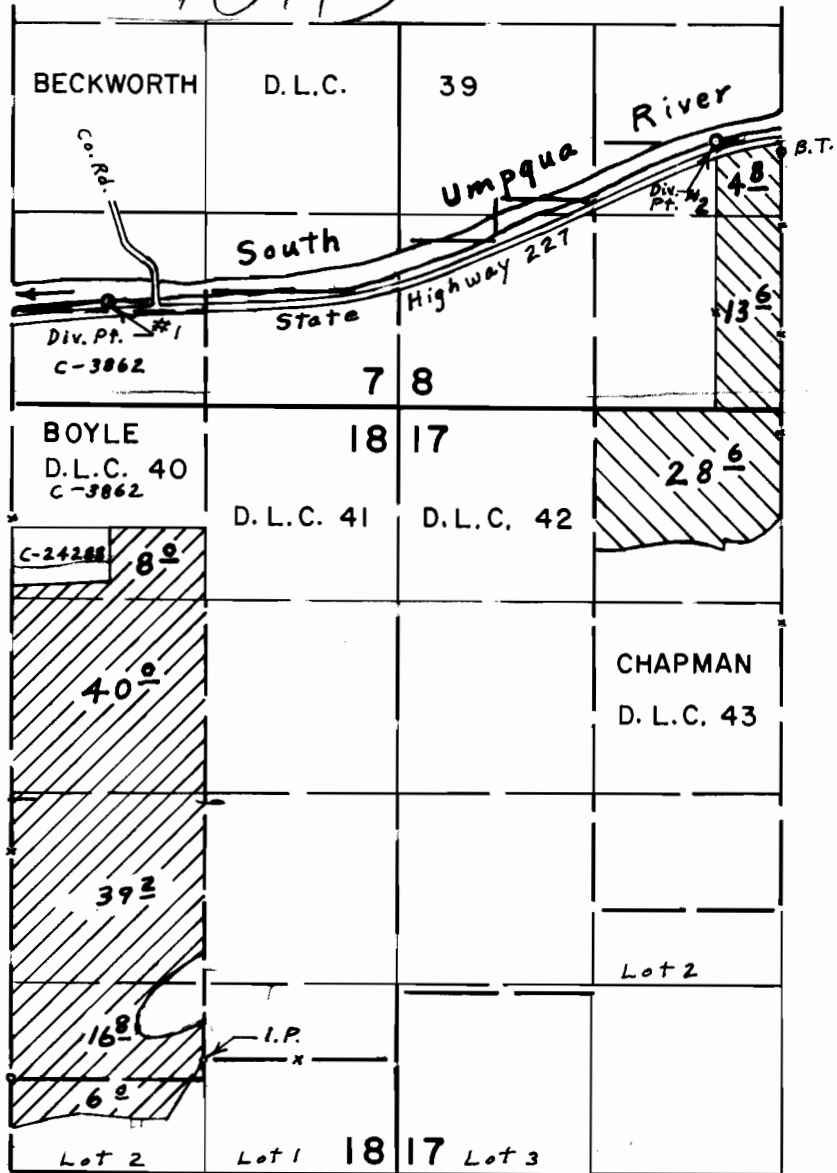 BECKWORTH D.L.C. 39
Co. Rd.
South Umpqua River
B.T.
Div. Pt. #2
4 8
State Highway 227
13 6
Div. Pt. #1
C-3862
7 8
BOYLE
D.L.C. 40
C-3862
18 17
28 6
D.L.C. 41
D.L.C. 42
8 0
40 0
CHAPMAN
D.L.C. 43
39 2
Lot 2
16 8
I.P.
6 0
Lot 2
Lot 1
18 17
Lot 3